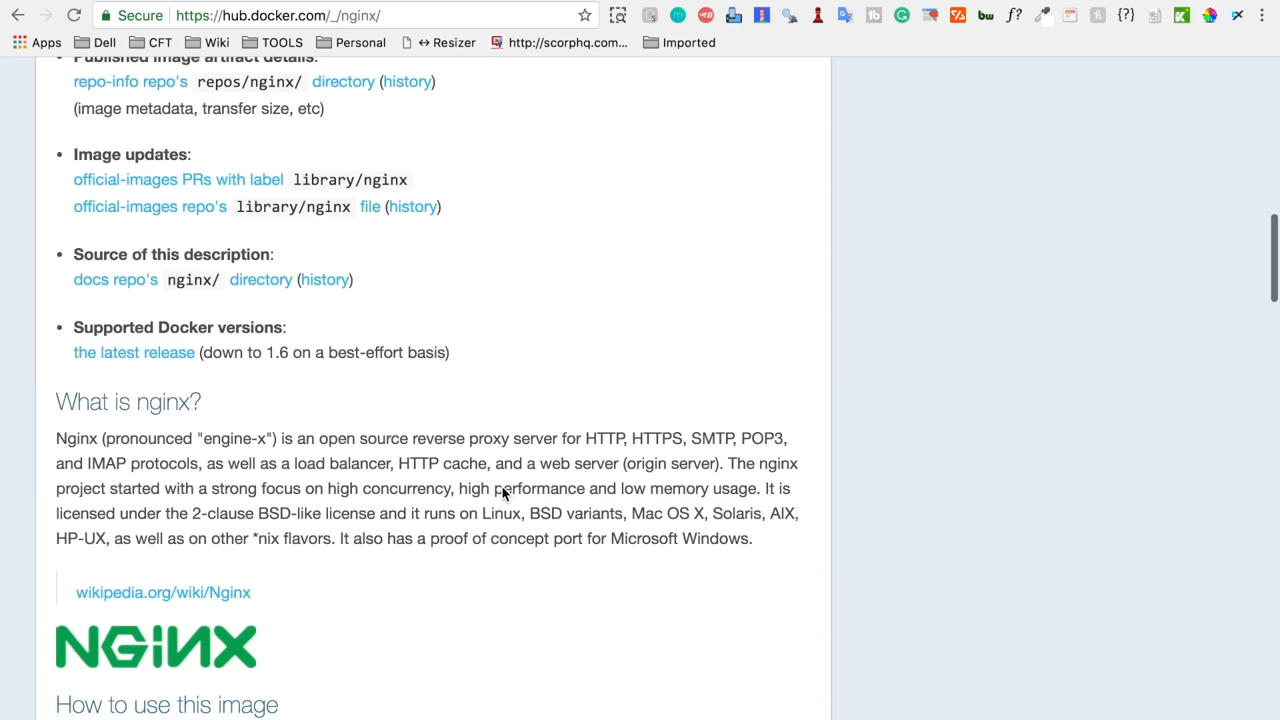 Secure https://hub.docker.com/_/nginx/
Apps Dell CFT Wiki TOOLS Personal ↔ Resizer http://scorphq.com... Imported
• Published image artifact details:
repo-info repo's repos/nginx/ directory (history)
(image metadata, transfer size, etc)
• Image updates:
official-images PRs with label library/nginx
official-images repo's library/nginx file (history)
• Source of this description:
docs repo's nginx/ directory (history)
• Supported Docker versions:
the latest release (down to 1.6 on a best-effort basis)
What is nginx?
Nginx (pronounced "engine-x") is an open source reverse proxy server for HTTP, HTTPS, SMTP, POP3,
and IMAP protocols, as well as a load balancer, HTTP cache, and a web server (origin server). The nginx
project started with a strong focus on high concurrency, high performance and low memory usage. It is
licensed under the 2-clause BSD-like license and it runs on Linux, BSD variants, Mac OS X, Solaris, AIX,
HP-UX, as well as on other *nix flavors. It also has a proof of concept port for Microsoft Windows.
wikipedia.org/wiki/Nginx
NGINX
How to use this image